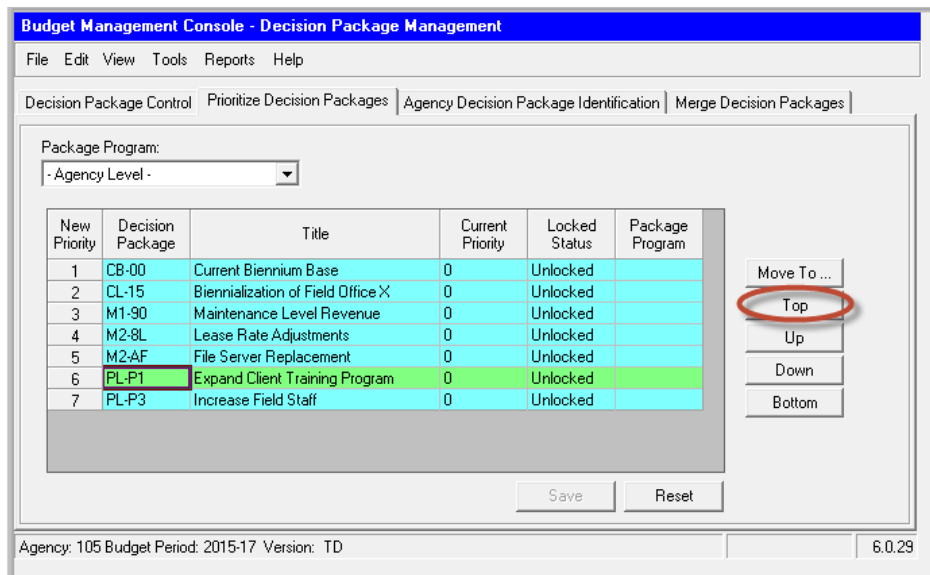 Budget Management Console - Decision Package Management
File Edit View Tools Reports Help
Decision Package Control Prioritize Decision Packages Agency Decision Package Identification Merge Decision Packages
Package Program:
- Agency Level -
New Priority Decision Package Title Current Priority Locked Status Package Program
1 CB-00 Current Biennium Base 0 Unlocked
2 CL-15 Biennialization of Field Office X 0 Unlocked
3 M1-90 Maintenance Level Revenue 0 Unlocked
4 M2-8L Lease Rate Adjustments 0 Unlocked
5 M2-AF File Server Replacement 0 Unlocked
6 PL-P1 Expand Client Training Program 0 Unlocked
7 PL-P3 Increase Field Staff 0 Unlocked
Move To ...
Top
Up
Down
Bottom
Save Reset
Agency: 105 Budget Period: 2015-17 Version: TD 6.0.29